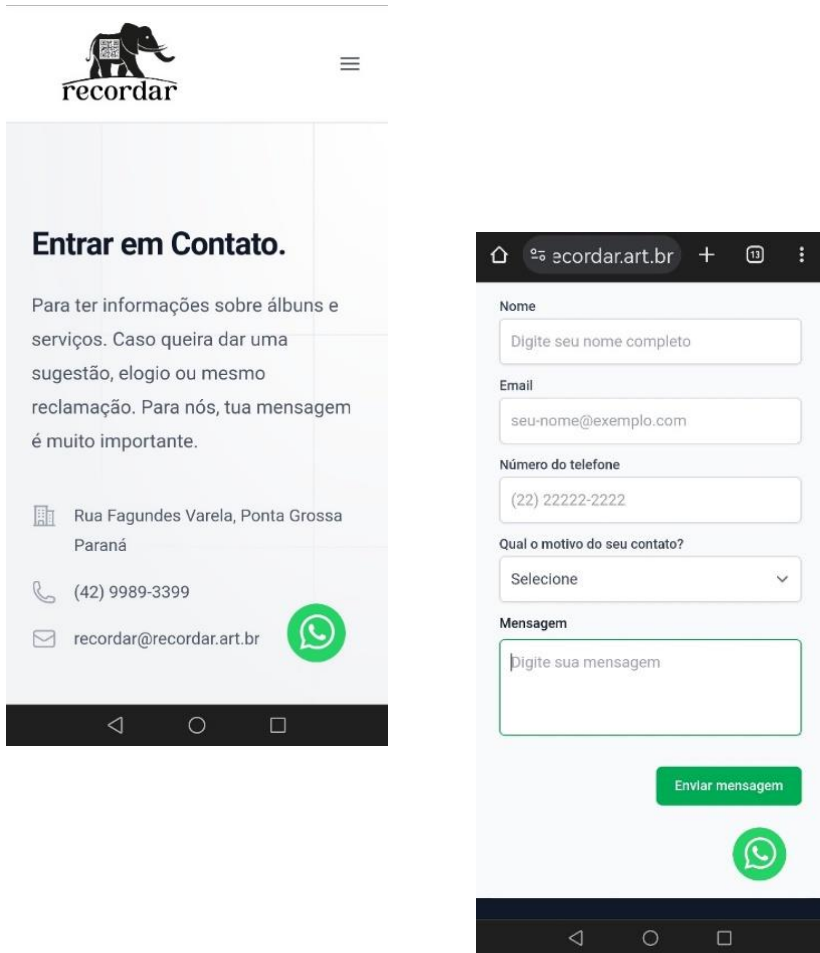 recordar
Entrar em Contato.
Para ter informações sobre álbuns e
serviços. Caso queira dar uma
sugestão, elogio ou mesmo
reclamação. Para nós, tua mensagem
é muito importante.
Rua Fagundes Varela, Ponta Grossa
Paraná
(42) 9989-3399
recordar@recordar.art.br
ecordar.art.br
13
Nome
Digite seu nome completo
Email
seu-nome@exemplo.com
Número do telefone
(22) 22222-2222
Qual o motivo do seu contato?
Selecione
Mensagem
Digite sua mensagem
Enviar mensagem